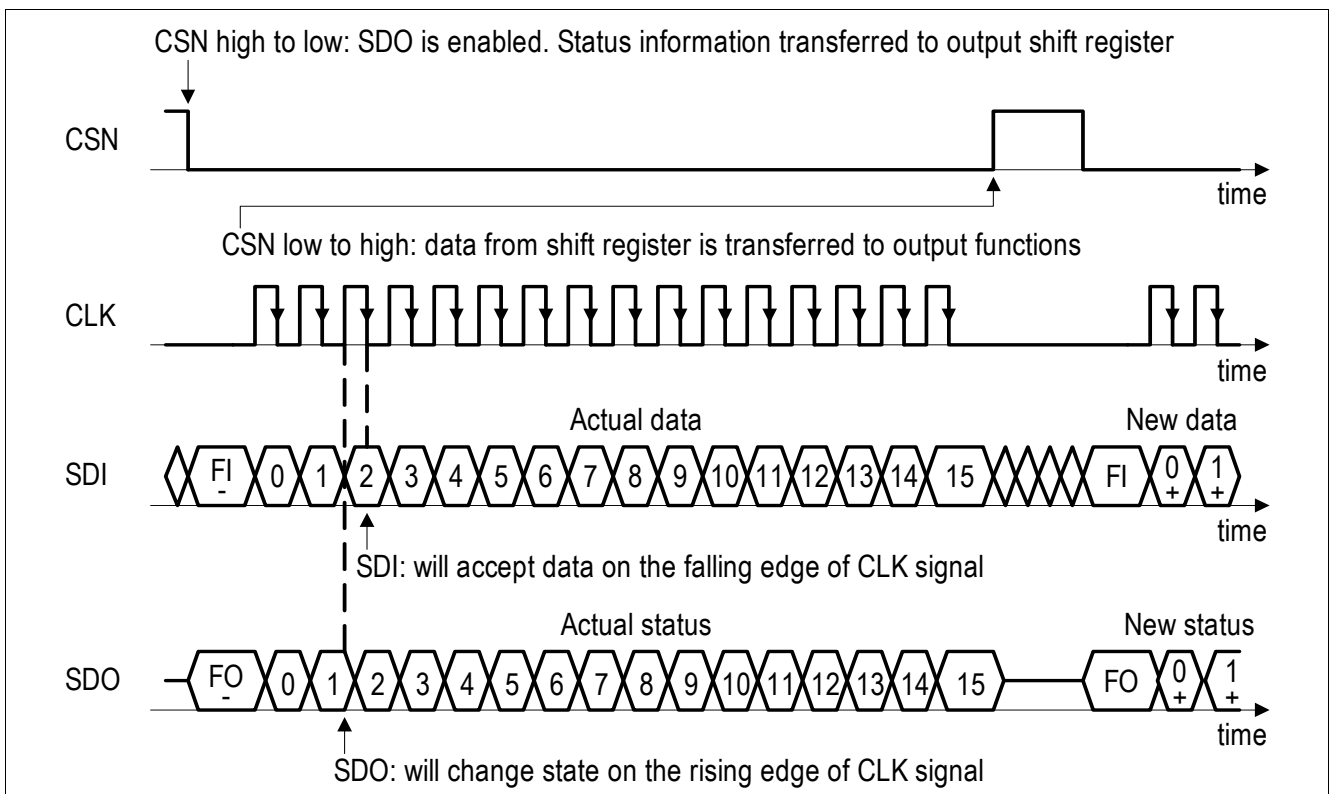 CSN high to low: SDO is enabled. Status information transferred to output shift register
CSN
time
CSN low to high: data from shift register is transferred to output functions
CLK
time
Actual data
New data
SDI
FI - 0 1 2 3 4 5 6 7 8 9 10 11 12 13 14 15 FI 0+ 1+
time
SDI: will accept data on the falling edge of CLK signal
Actual status
New status
SDO
FO - 0 1 2 3 4 5 6 7 8 9 10 11 12 13 14 15 FO 0+ 1+
time
SDO: will change state on the rising edge of CLK signal